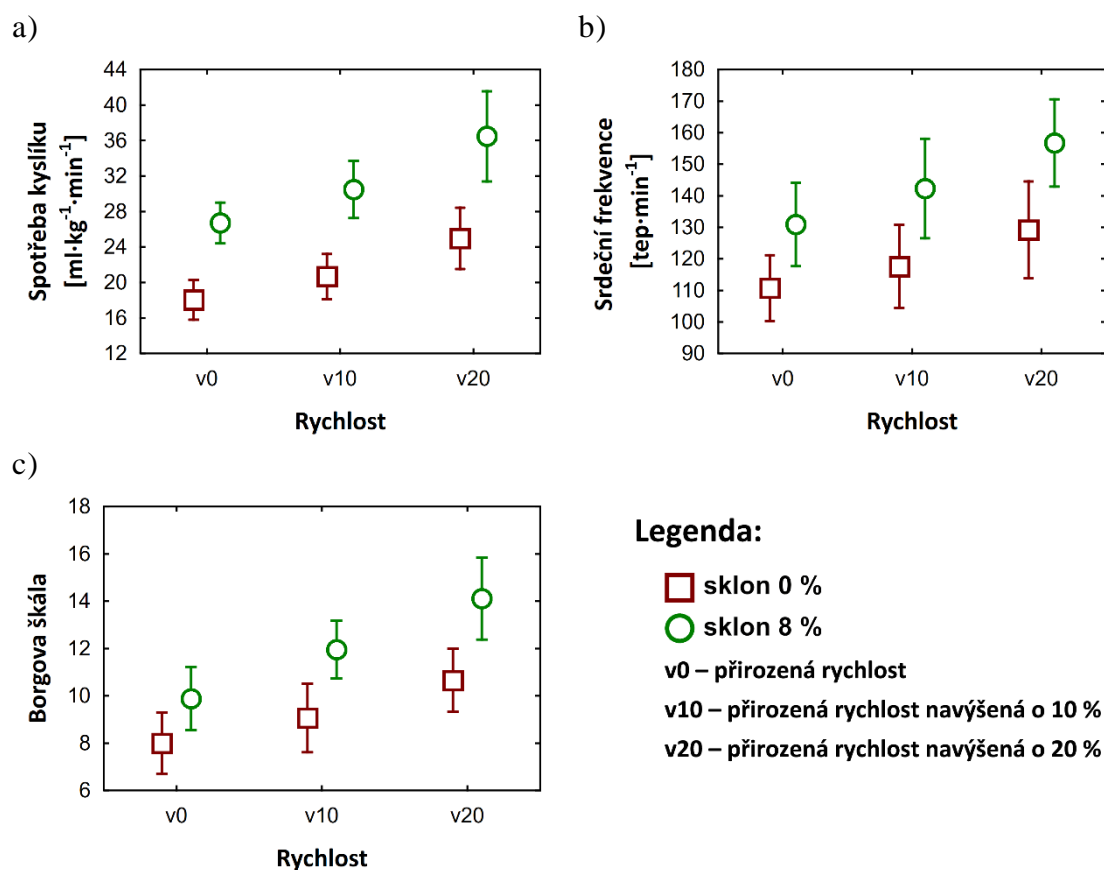 a)
Spotřeba kyslíku
[ml·kg⁻¹·min⁻¹]
44
40
36
32
28
24
20
16
12
v0
v10
v20
Rychlost
b)
Srdeční frekvence
[tep·min⁻¹]
180
170
160
150
140
130
120
110
100
90
v0
v10
v20
Rychlost
c)
Borgova škála
18
16
14
12
10
8
6
v0
v10
v20
Rychlost
Legenda:
sklon 0 %
sklon 8 %
v0 – přirozená rychlost
v10 – přirozená rychlost navýšená o 10 %
v20 – přirozená rychlost navýšená o 20 %